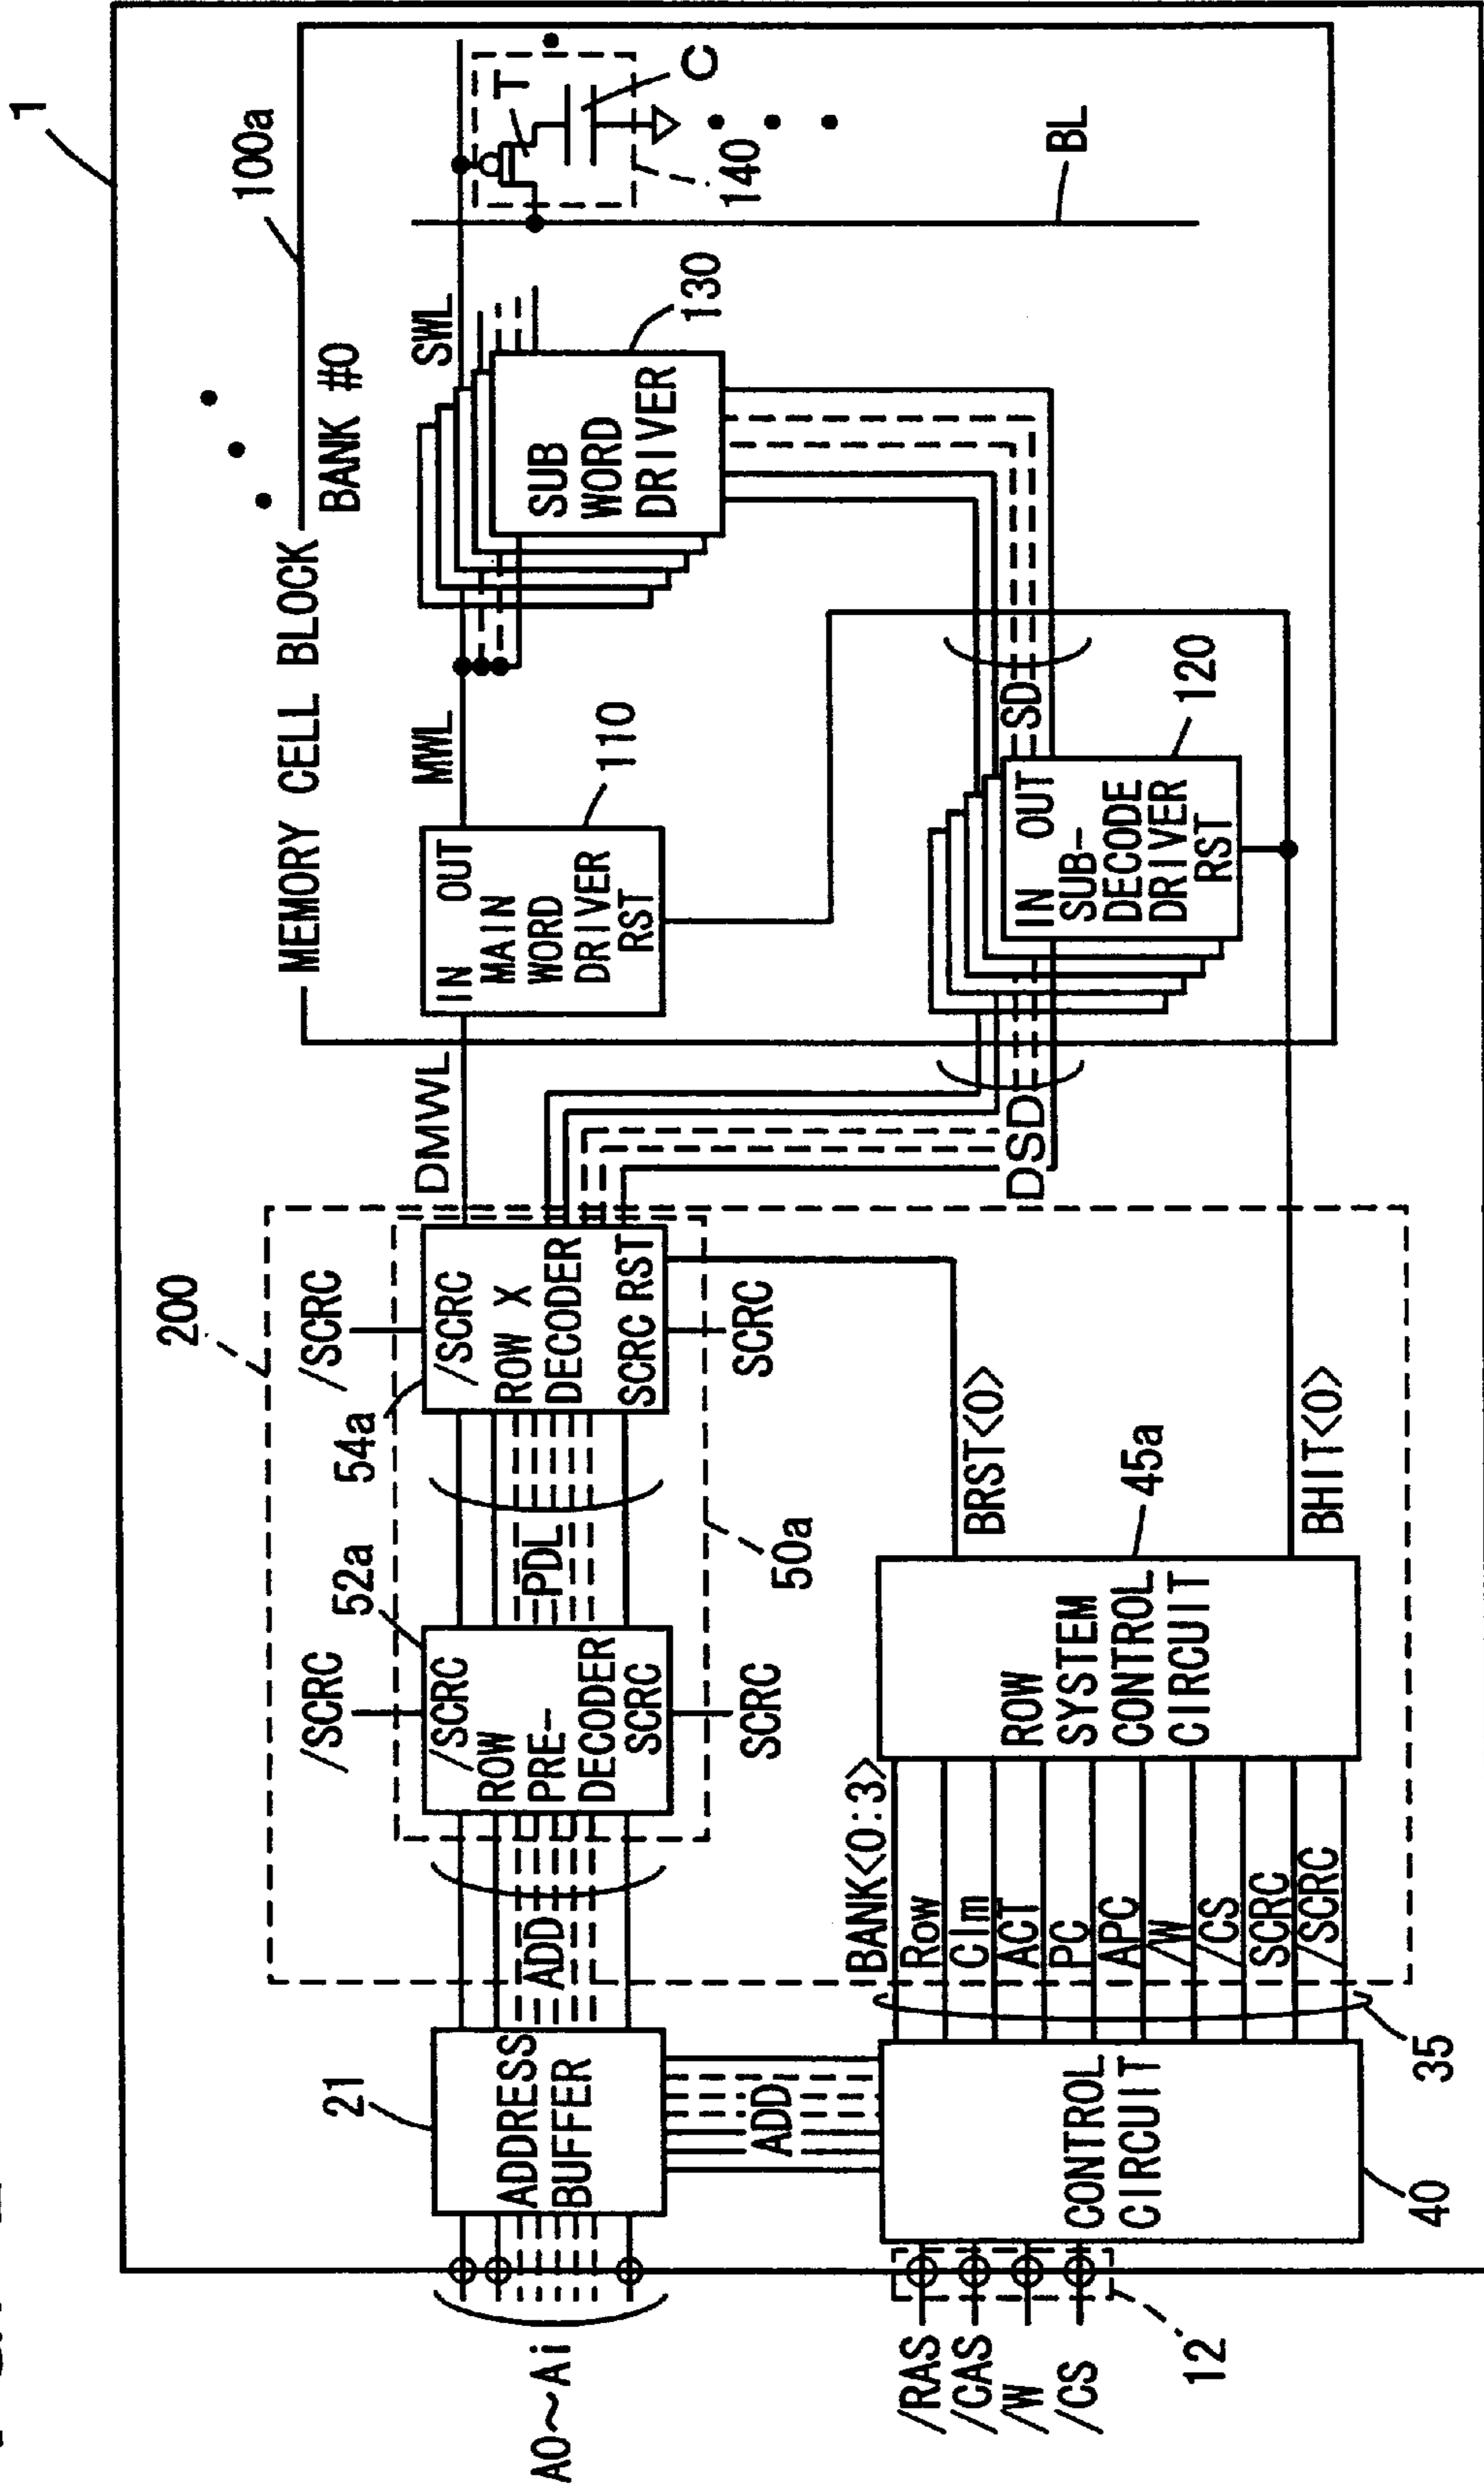 1
100a
MEMORY CELL BLOCK
BANK #0
200
/SCRC
/SCRC
52a
54a
DMWL
MWL
SWL
T
C
21
ADDRESS
BUFFER
ADD
/SCRC
ROW
PRE-
DECODER
SCRC
PDL
/SCRC
ROW X
DECODER
SCRC RST
IN OUT
MAIN
WORD
DRIVER
RST
110
SUB
WORD
DRIVER
130
140
BL
A0~Ai
SCRC
SCRC
50a
ADD
DSD
SD
IN OUT
SUB-
DECODE
DRIVER
RST
120
/RAS
/CAS
/W
/CS
12
CONTROL
CIRCUIT
40
BANK<0:3>
Row
Clm
ACT
PC
APC
/W
/CS
SCRC
/SCRC
35
ROW
SYSTEM
CONTROL
CIRCUIT
45a
BRST<0>
BHIT<0>